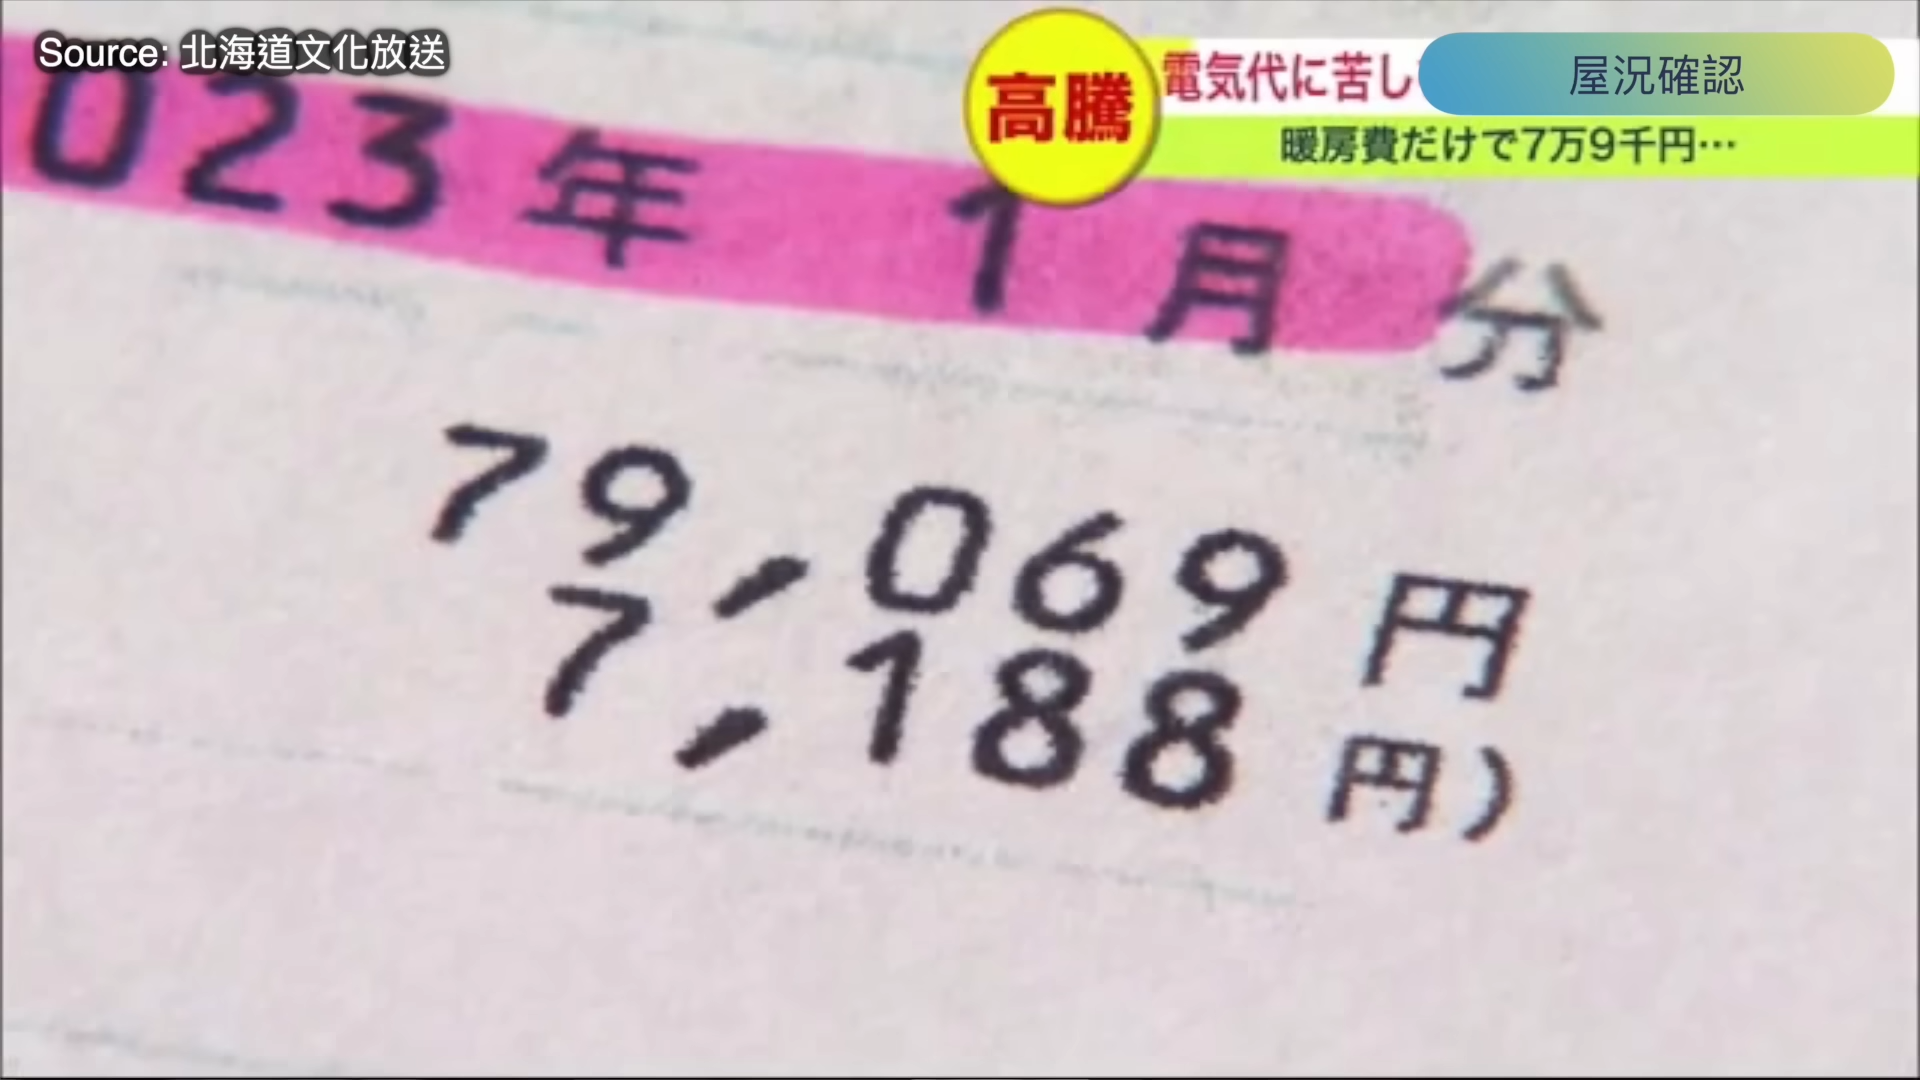 Source: 北海道文化放送
高騰
電気代に苦し
屋況確認
暖房費だけで7万9千円…
023年 1月分
79,069円
7,188円)